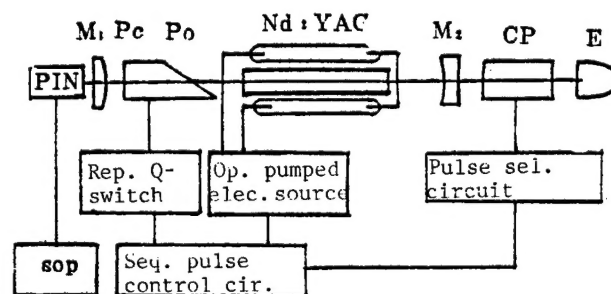 M₁ Pc Po Nd:YAG M₂ CP E
PIN
Rep. Q-
switch
Op. pumped
elec. source
Pulse sel.
circuit
sop
Seq. pulse
control cir.